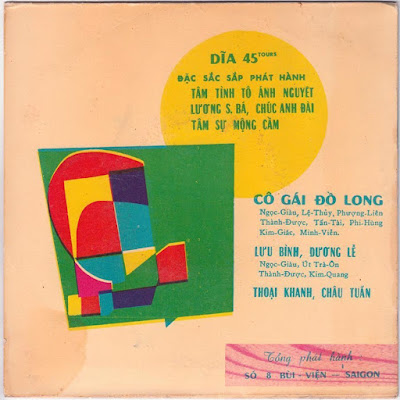 DĨA 45 TOURS
ĐẶC SẮC SẮP PHÁT HÀNH
TÂM TÌNH TÔ ÁNH NGUYỆT
LƯƠNG S. BÁ, CHÚC ANH ĐÀI
TÂM SỰ MỘNG CẦM
CÔ GÁI ĐỒ LONG
Ngọc-Giàu, Lệ-Thủy, Phượng-Liên
Thành-Được, Tấn-Tài, Phi-Hùng
Kim-Giác, Minh-Viễn.
LƯU BÌNH, DƯƠNG LỄ
Ngọc-Giàu, Út Trà-Ôn
Thành-Được, Kim-Quang
THOẠI KHANH, CHÂU TUẤN
Tổng phát hành
SỐ 8 BÙI - VIỆN — SAIGON